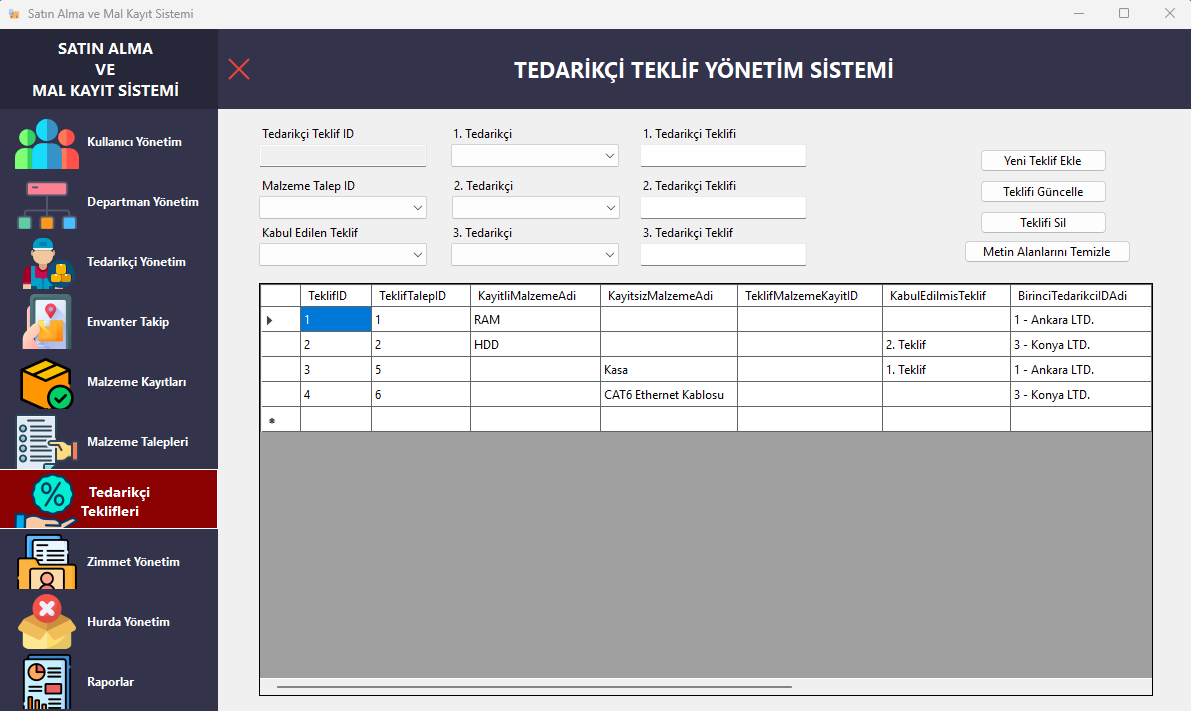 Satın Alma ve Mal Kayıt Sistemi
SATIN ALMA
VE
MAL KAYIT SİSTEMİ
TEDARİKÇİ TEKLİF YÖNETİM SİSTEMİ
Kullanıcı Yönetim
Departman Yönetim
Tedarikçi Yönetim
Envanter Takip
Malzeme Kayıtları
Malzeme Talepleri
Tedarikçi
Teklifleri
Zimmet Yönetim
Hurda Yönetim
Raporlar
Tedarikçi Teklif ID
1. Tedarikçi
1. Tedarikçi Teklifi
Malzeme Talep ID
2. Tedarikçi
2. Tedarikçi Teklifi
Kabul Edilen Teklif
3. Tedarikçi
3. Tedarikçi Teklif
Yeni Teklif Ekle
Teklifi Güncelle
Teklifi Sil
Metin Alanlarını Temizle
TeklifID TeklifTalepID KayitliMalzemeAdi KayitsizMalzemeAdi TeklifMalzemeKayitID KabulEdilmisTeklif BirinciTedarikciIDAdi
1 1 RAM 1 - Ankara LTD.
2 2 HDD 2. Teklif 3 - Konya LTD.
3 5 Kasa 1. Teklif 1 - Ankara LTD.
4 6 CAT6 Ethernet Kablosu 3 - Konya LTD.